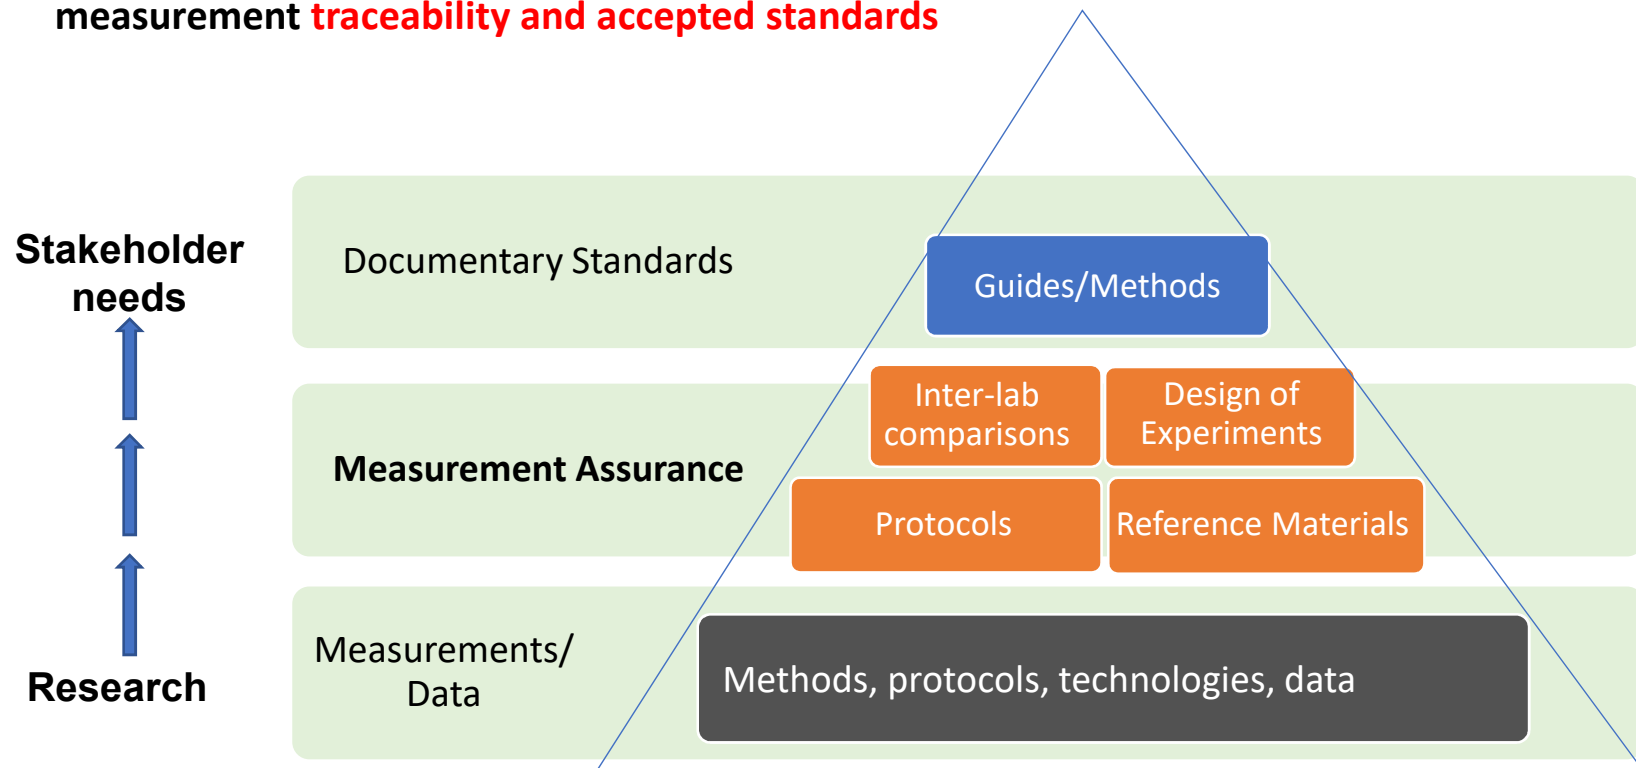 measurement traceability and accepted standards
Stakeholder
needs
Documentary Standards
Guides/Methods
Inter-lab
comparisons
Design of
Experiments
Measurement Assurance
Protocols
Reference Materials
Measurements/
Data
Methods, protocols, technologies, data
Research